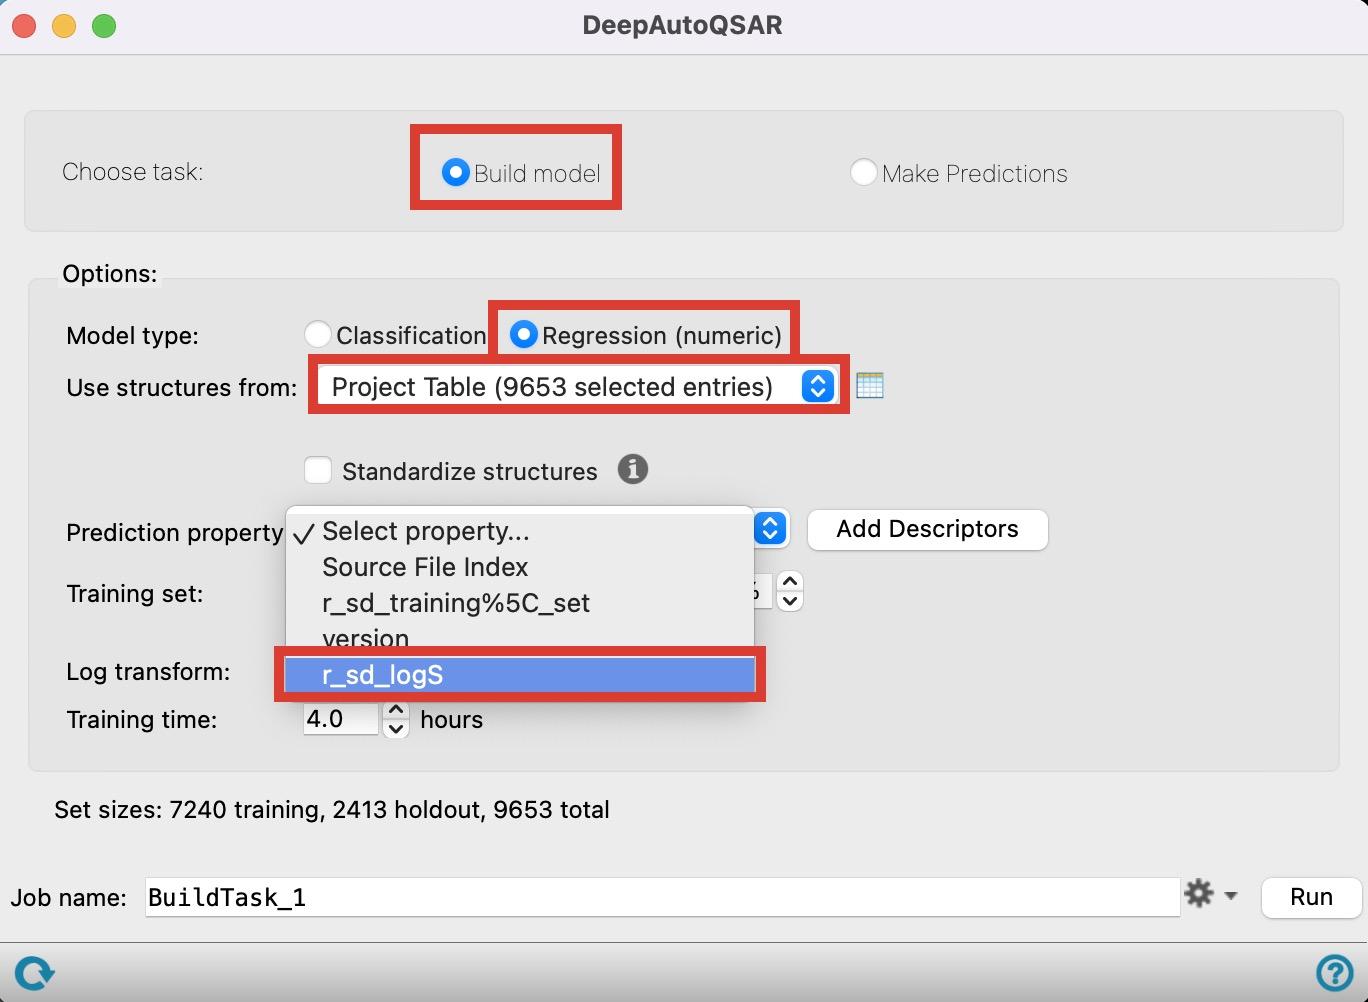 DeepAutoQSAR
Choose task: Build model Make Predictions
Options:
Model type: Classification Regression (numeric)
Use structures from: Project Table (9653 selected entries)
Standardize structures
Prediction property ✓ Select property... Add Descriptors
Source File Index
Training set: r_sd_training%5C_set %
version
Log transform: r_sd_logS
Training time: 4.0 hours
Set sizes: 7240 training, 2413 holdout, 9653 total
Job name: BuildTask_1 Run